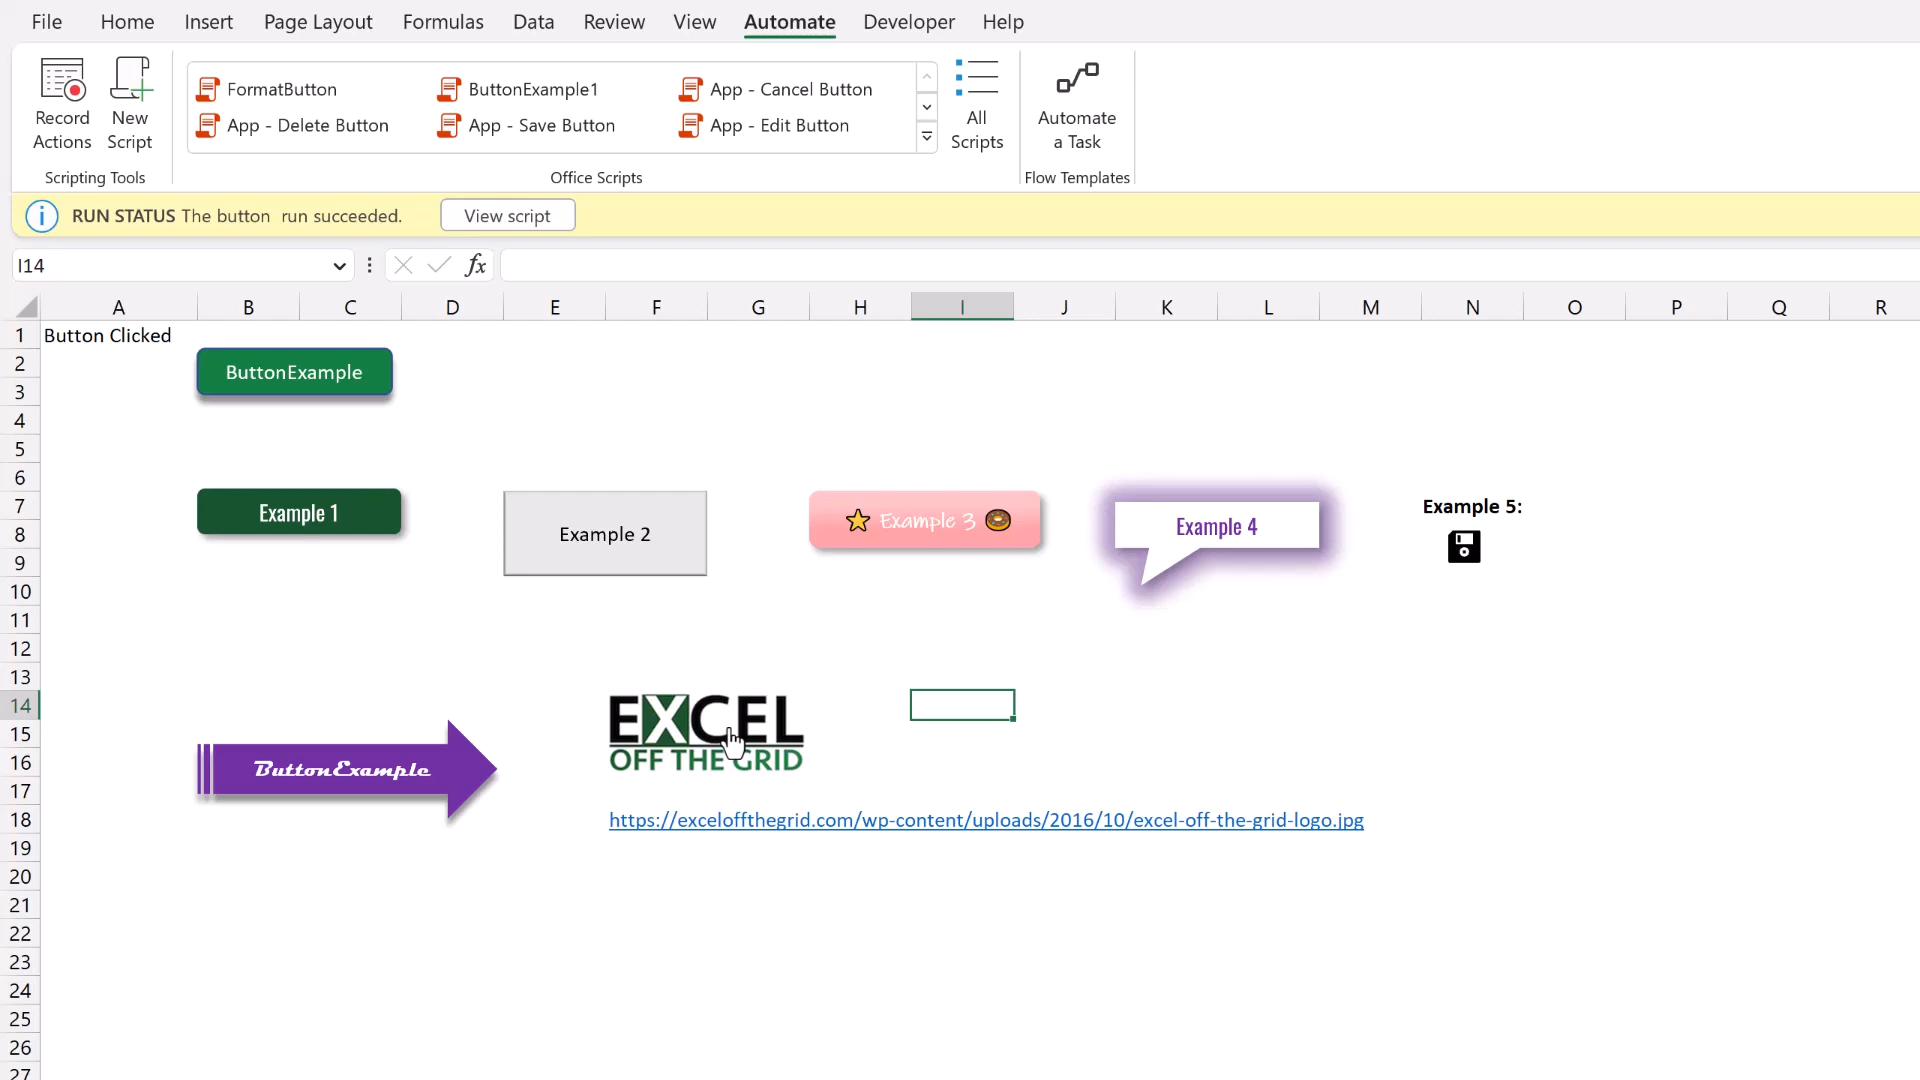 File Home Insert Page Layout Formulas Data Review View Automate Developer Help
FormatButton ButtonExample1 App - Cancel Button
App - Delete Button App - Save Button App - Edit Button
Record Actions New Script All Scripts Automate a Task
Scripting Tools Office Scripts Flow Templates
RUN STATUS The button run succeeded. View script
I14 fx
A B C D E F G H I J K L M N O P Q R
1 Button Clicked
2 ButtonExample
3
4
5
6
7 Example 1 Example 2 Example 3 Example 4 Example 5:
8
9
10
11
12
13
14 EXCEL
15 OFF THE GRID
16 ButtonExample
17
18 https://exceloffthegrid.com/wp-content/uploads/2016/10/excel-off-the-grid-logo.jpg
19
20
21
22
23
24
25
26
27